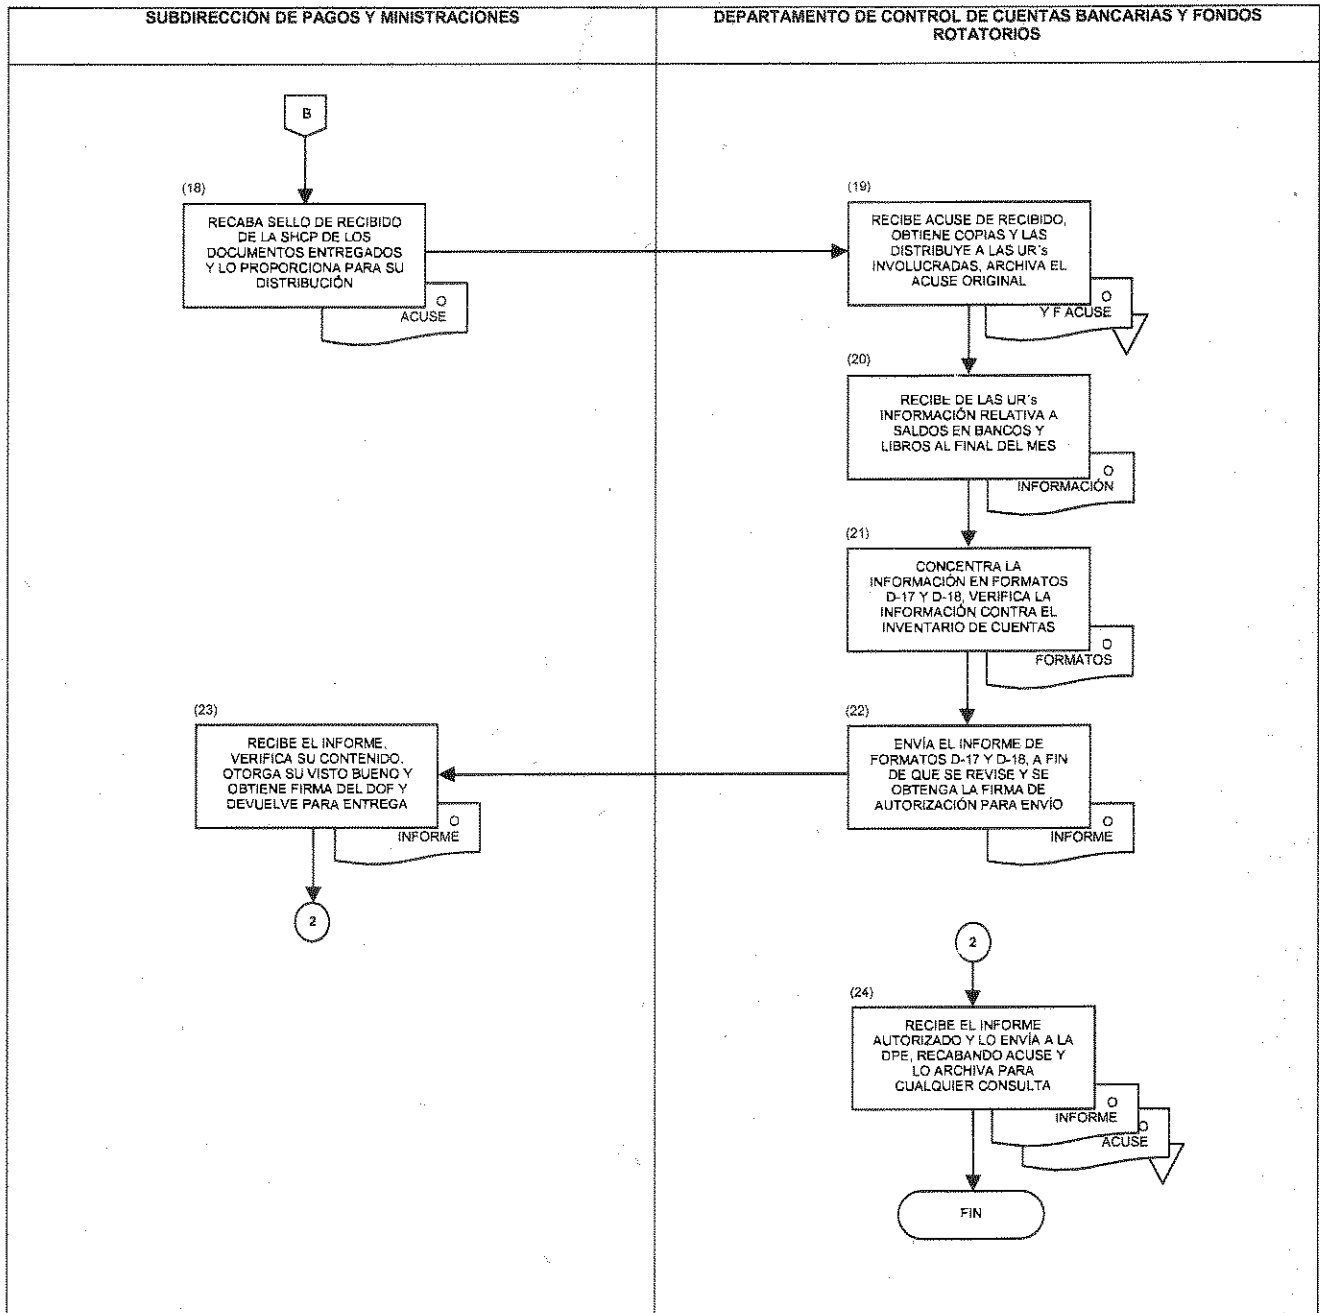 SUBDIRECCIÓN DE PAGOS Y MINISTRACIONES
DEPARTAMENTO DE CONTROL DE CUENTAS BANCARIAS Y FONDOS
ROTATORIOS
B
(18)
RECABA SELLO DE RECIBIDO
DE LA SHCP DE LOS
DOCUMENTOS ENTREGADOS
Y LO PROPORCIONA PARA SU
DISTRIBUCIÓN
O
ACUSE
(19)
RECIBE ACUSE DE RECIBIDO,
OBTIENE COPIAS Y LAS
DISTRIBUYE A LAS UR´s
INVOLUCRADAS, ARCHIVA EL
ACUSE ORIGINAL
O
Y F ACUSE
(20)
RECIBE DE LAS UR´s
INFORMACIÓN RELATIVA A
SALDOS EN BANCOS Y
LIBROS AL FINAL DEL MES
O
INFORMACIÓN
(21)
CONCENTRA LA
INFORMACIÓN EN FORMATOS
D-17 Y D-18, VERIFICA LA
INFORMACIÓN CONTRA EL
INVENTARIO DE CUENTAS
O
FORMATOS
(22)
ENVÍA EL INFORME DE
FORMATOS D-17 Y D-18, A FIN
DE QUE SE REVISE Y SE
OBTENGA LA FIRMA DE
AUTORIZACIÓN PARA ENVÍO
O
INFORME
(23)
RECIBE EL INFORME,
VERIFICA SU CONTENIDO,
OTORGA SU VISTO BUENO Y
OBTIENE FIRMA DEL DOF Y
DEVUELVE PARA ENTREGA
O
INFORME
2
2
(24)
RECIBE EL INFORME
AUTORIZADO Y LO ENVÍA A LA
DPE, RECABANDO ACUSE Y
LO ARCHIVA PARA
CUALQUIER CONSULTA
O
INFORME
O
ACUSE
FIN